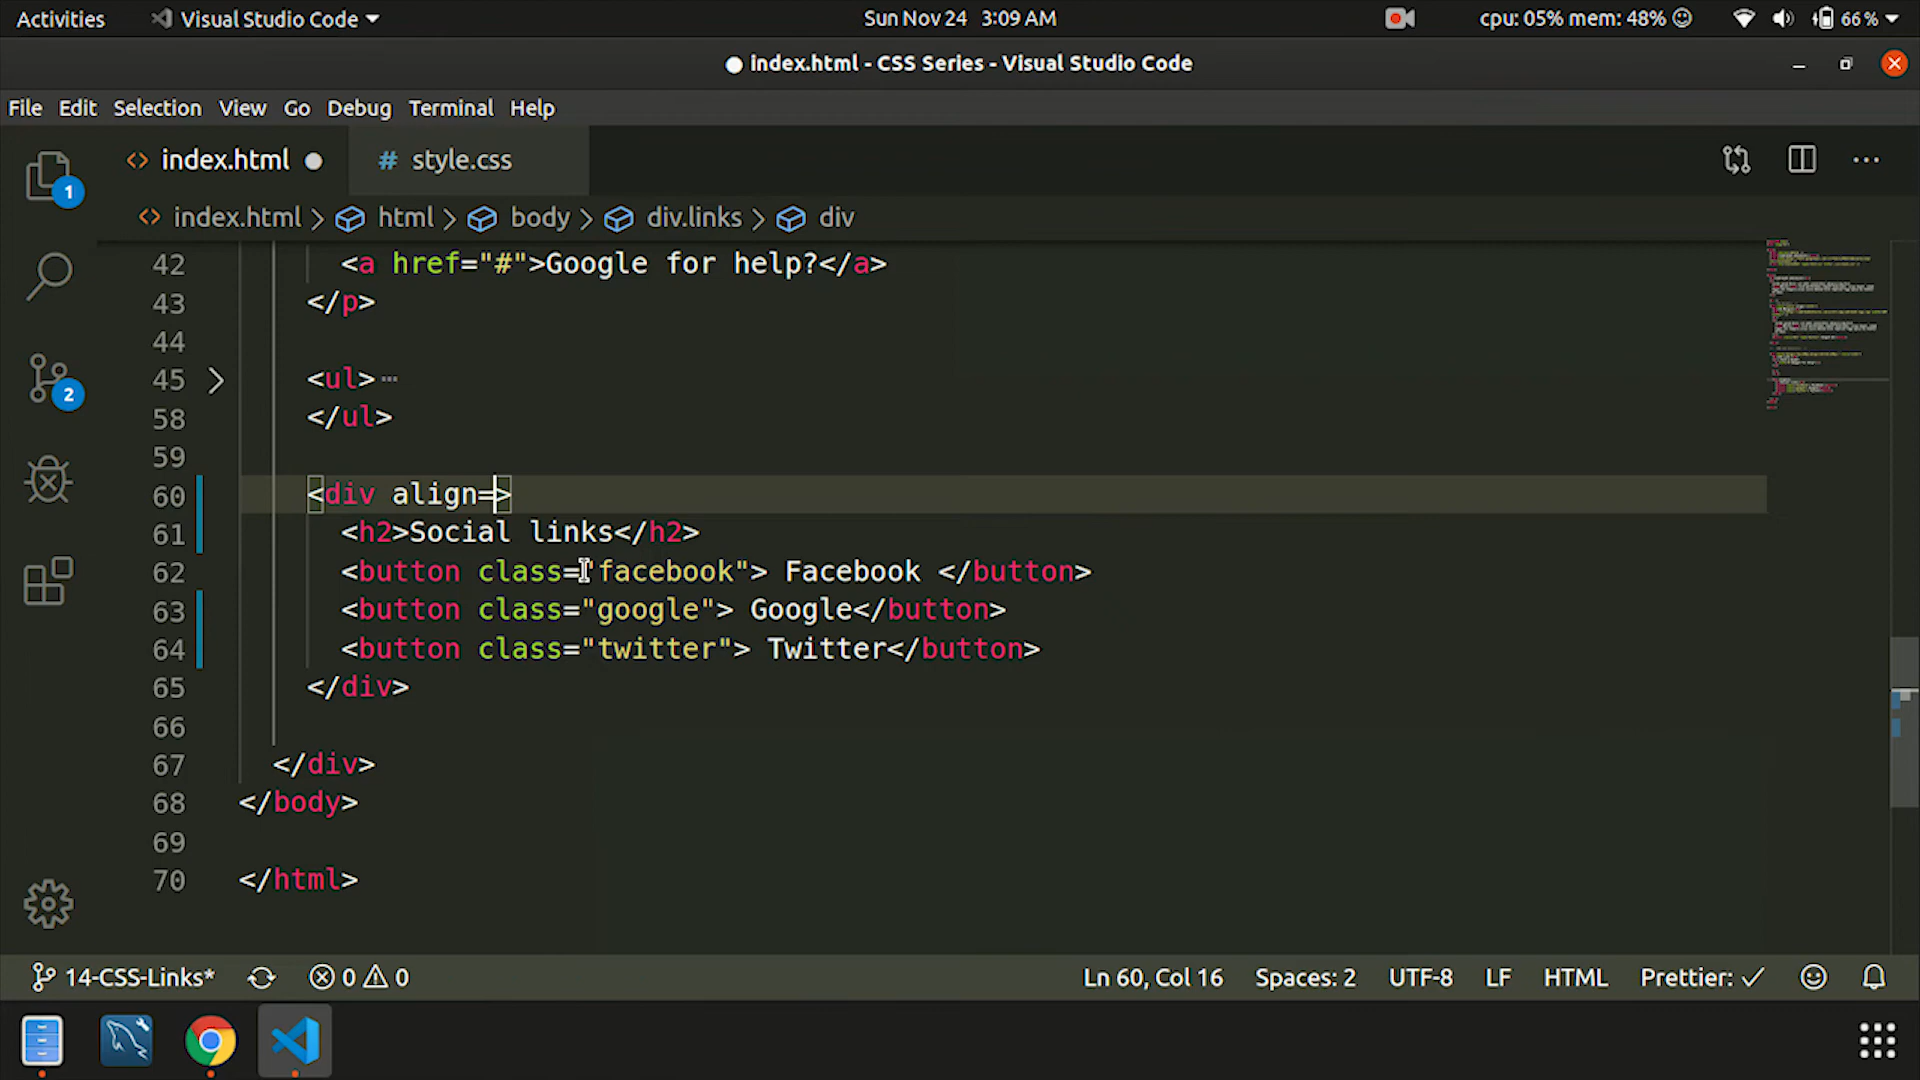 Activities Visual Studio Code Sun Nov 24 3:09 AM cpu: 05% mem: 48% 66 %
index.html - CSS Series - Visual Studio Code
File Edit Selection View Go Debug Terminal Help
index.html # style.css
index.html > html > body > div.links > div
1
2
42 <a href="#">Google for help?</a>
43 </p>
44
45 <ul>
58 </ul>
59
60 <div align=>
61 <h2>Social links</h2>
62 <button class="facebook"> Facebook </button>
63 <button class="google"> Google</button>
64 <button class="twitter"> Twitter</button>
65 </div>
66
67 </div>
68 </body>
69
70 </html>
14-CSS-Links* 0 0 Ln 60, Col 16 Spaces: 2 UTF-8 LF HTML Prettier: ✓